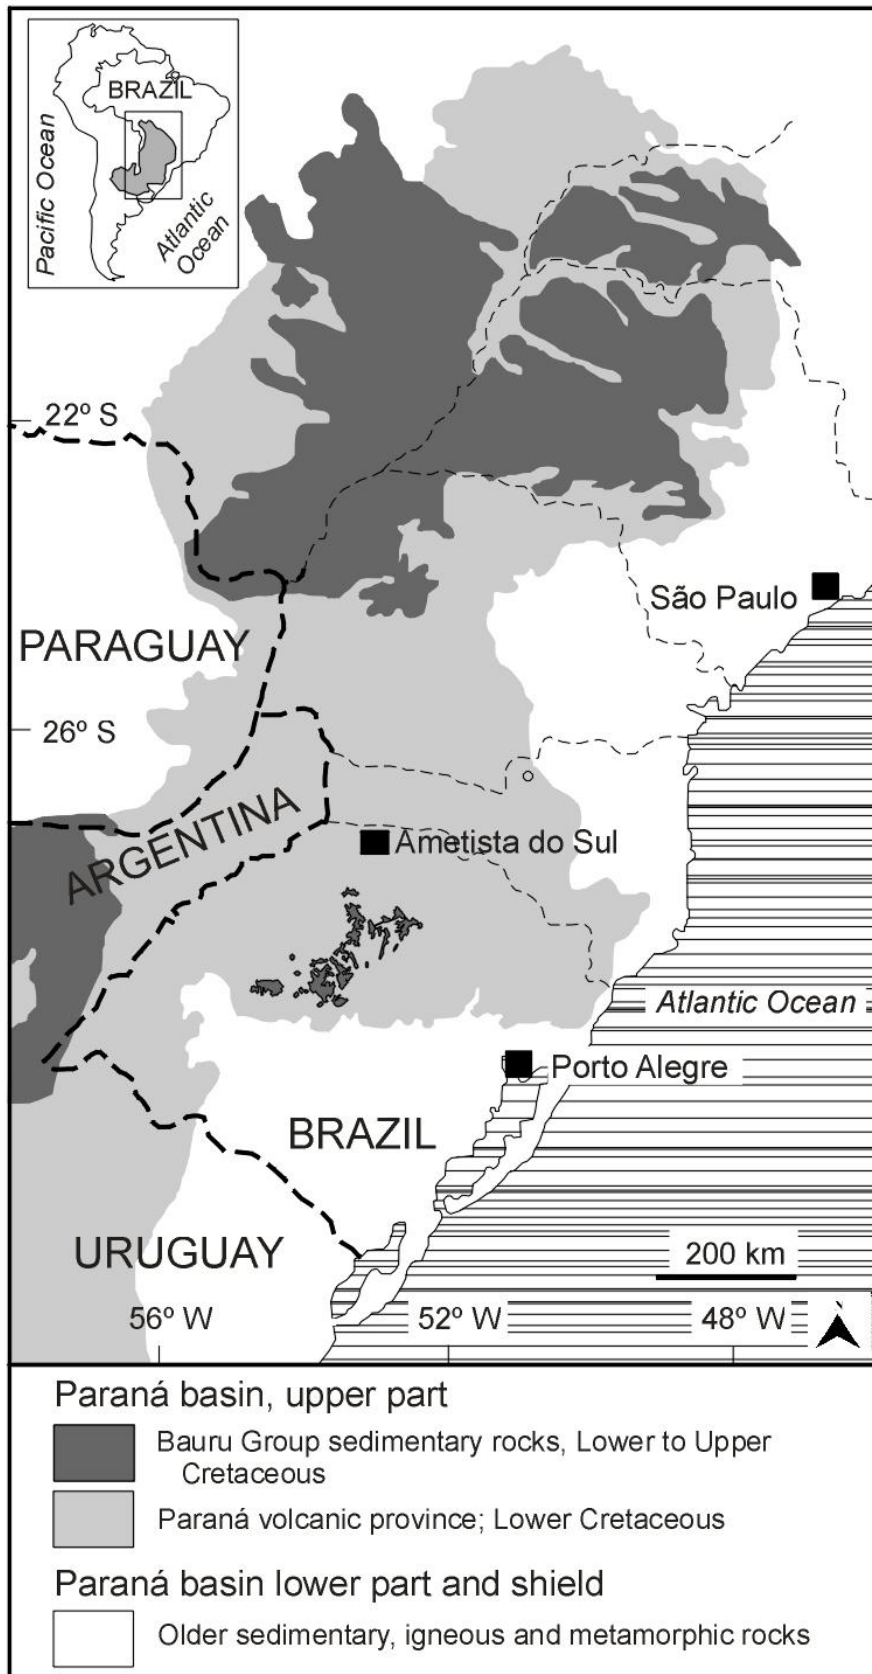 BRAZIL
Pacific Ocean
Atlantic
Ocean
22º S
São Paulo
PARAGUAY
26º S
ARGENTINA
Ametista do Sul
Atlantic Ocean
Porto Alegre
BRAZIL
URUGUAY
200 km
56º W
52º W
48º W
N
Paraná basin, upper part
Bauru Group sedimentary rocks, Lower to Upper
Cretaceous
Paraná volcanic province; Lower Cretaceous
Paraná basin lower part and shield
Older sedimentary, igneous and metamorphic rocks